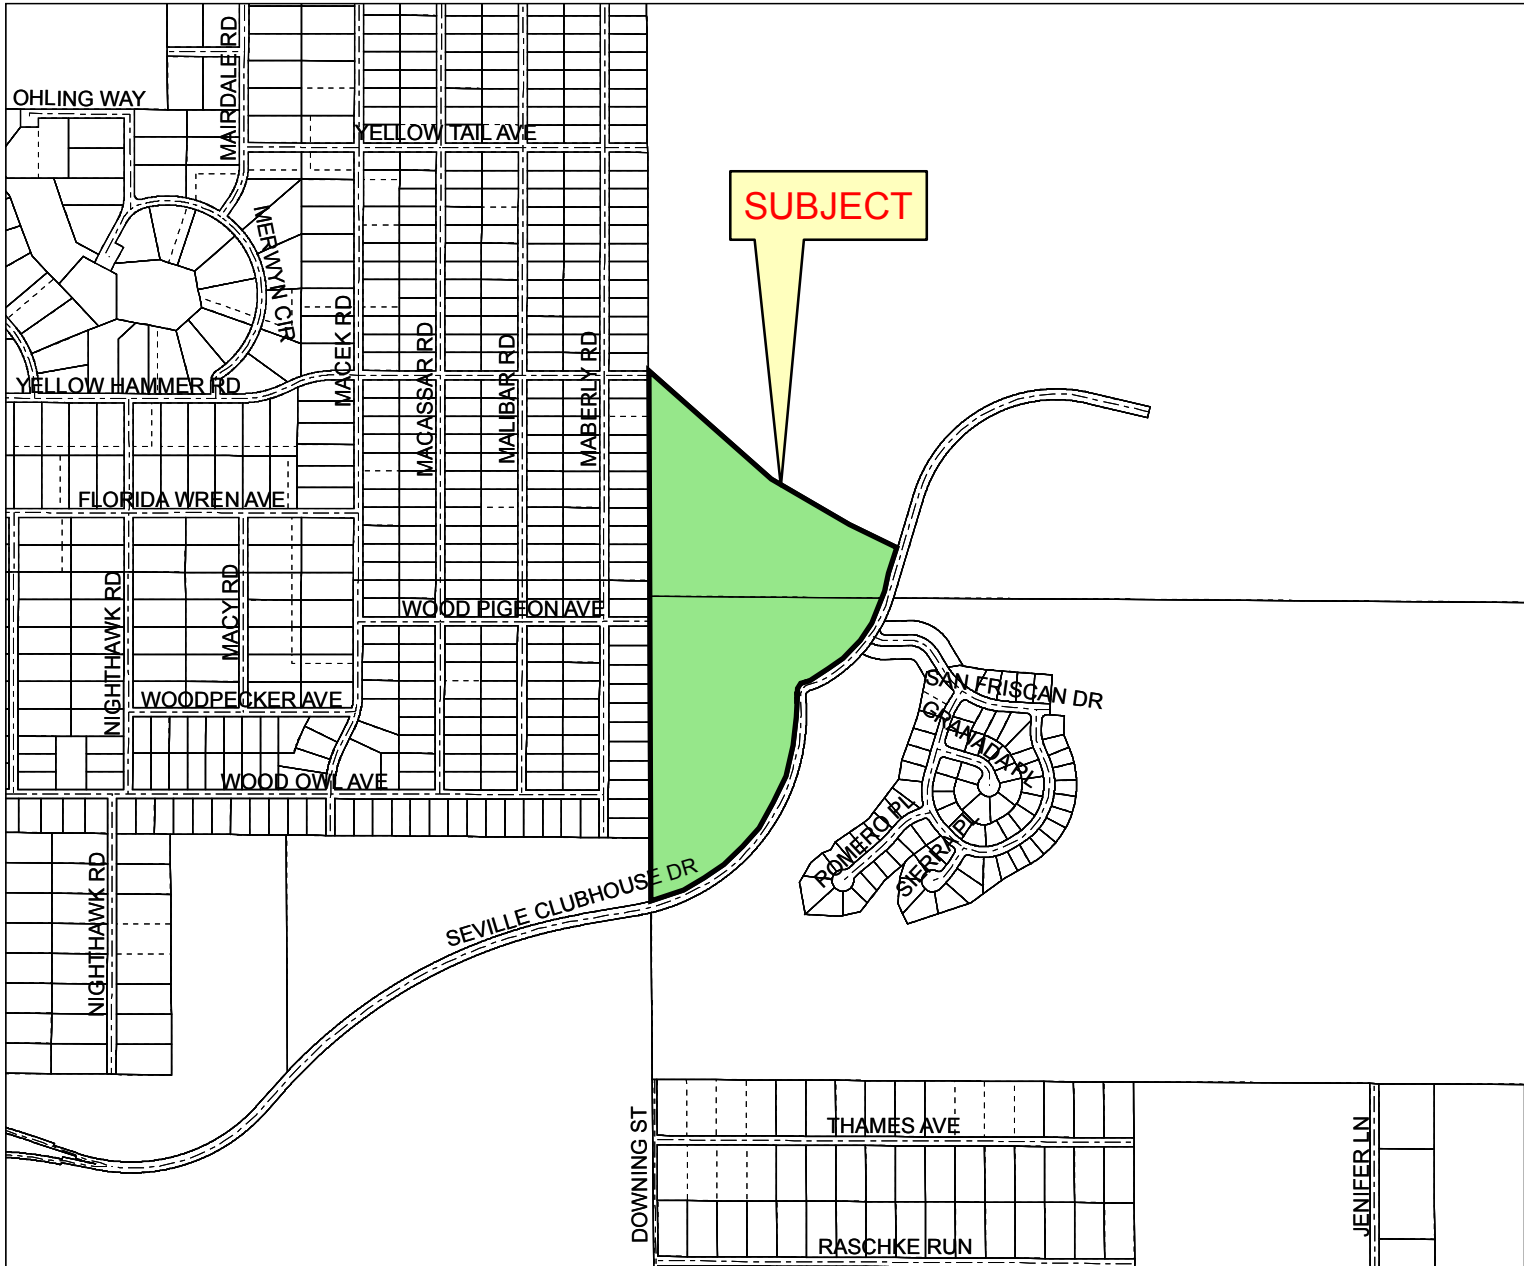 MAIRDALE RD
OHLING WAY
YELLOW TAIL AVE
SUBJECT
MERWYN CIR
MACEK RD
MACASSAR RD
MALIBAR RD
MABERLY RD
YELLOW HAMMER RD
FLORIDA WREN AVE
NIGHTHAWK RD
MACY RD
WOOD PIGEON AVE
WOODPECKER AVE
SAN FRISCAN DR
GRANADA PL
WOOD OWL AVE
ROMERO PL
SIERRA PL
SEVILLE CLUBHOUSE DR
NIGHTHAWK RD
DOWNING ST
THAMES AVE
JENIFER LN
RASCHKE RUN